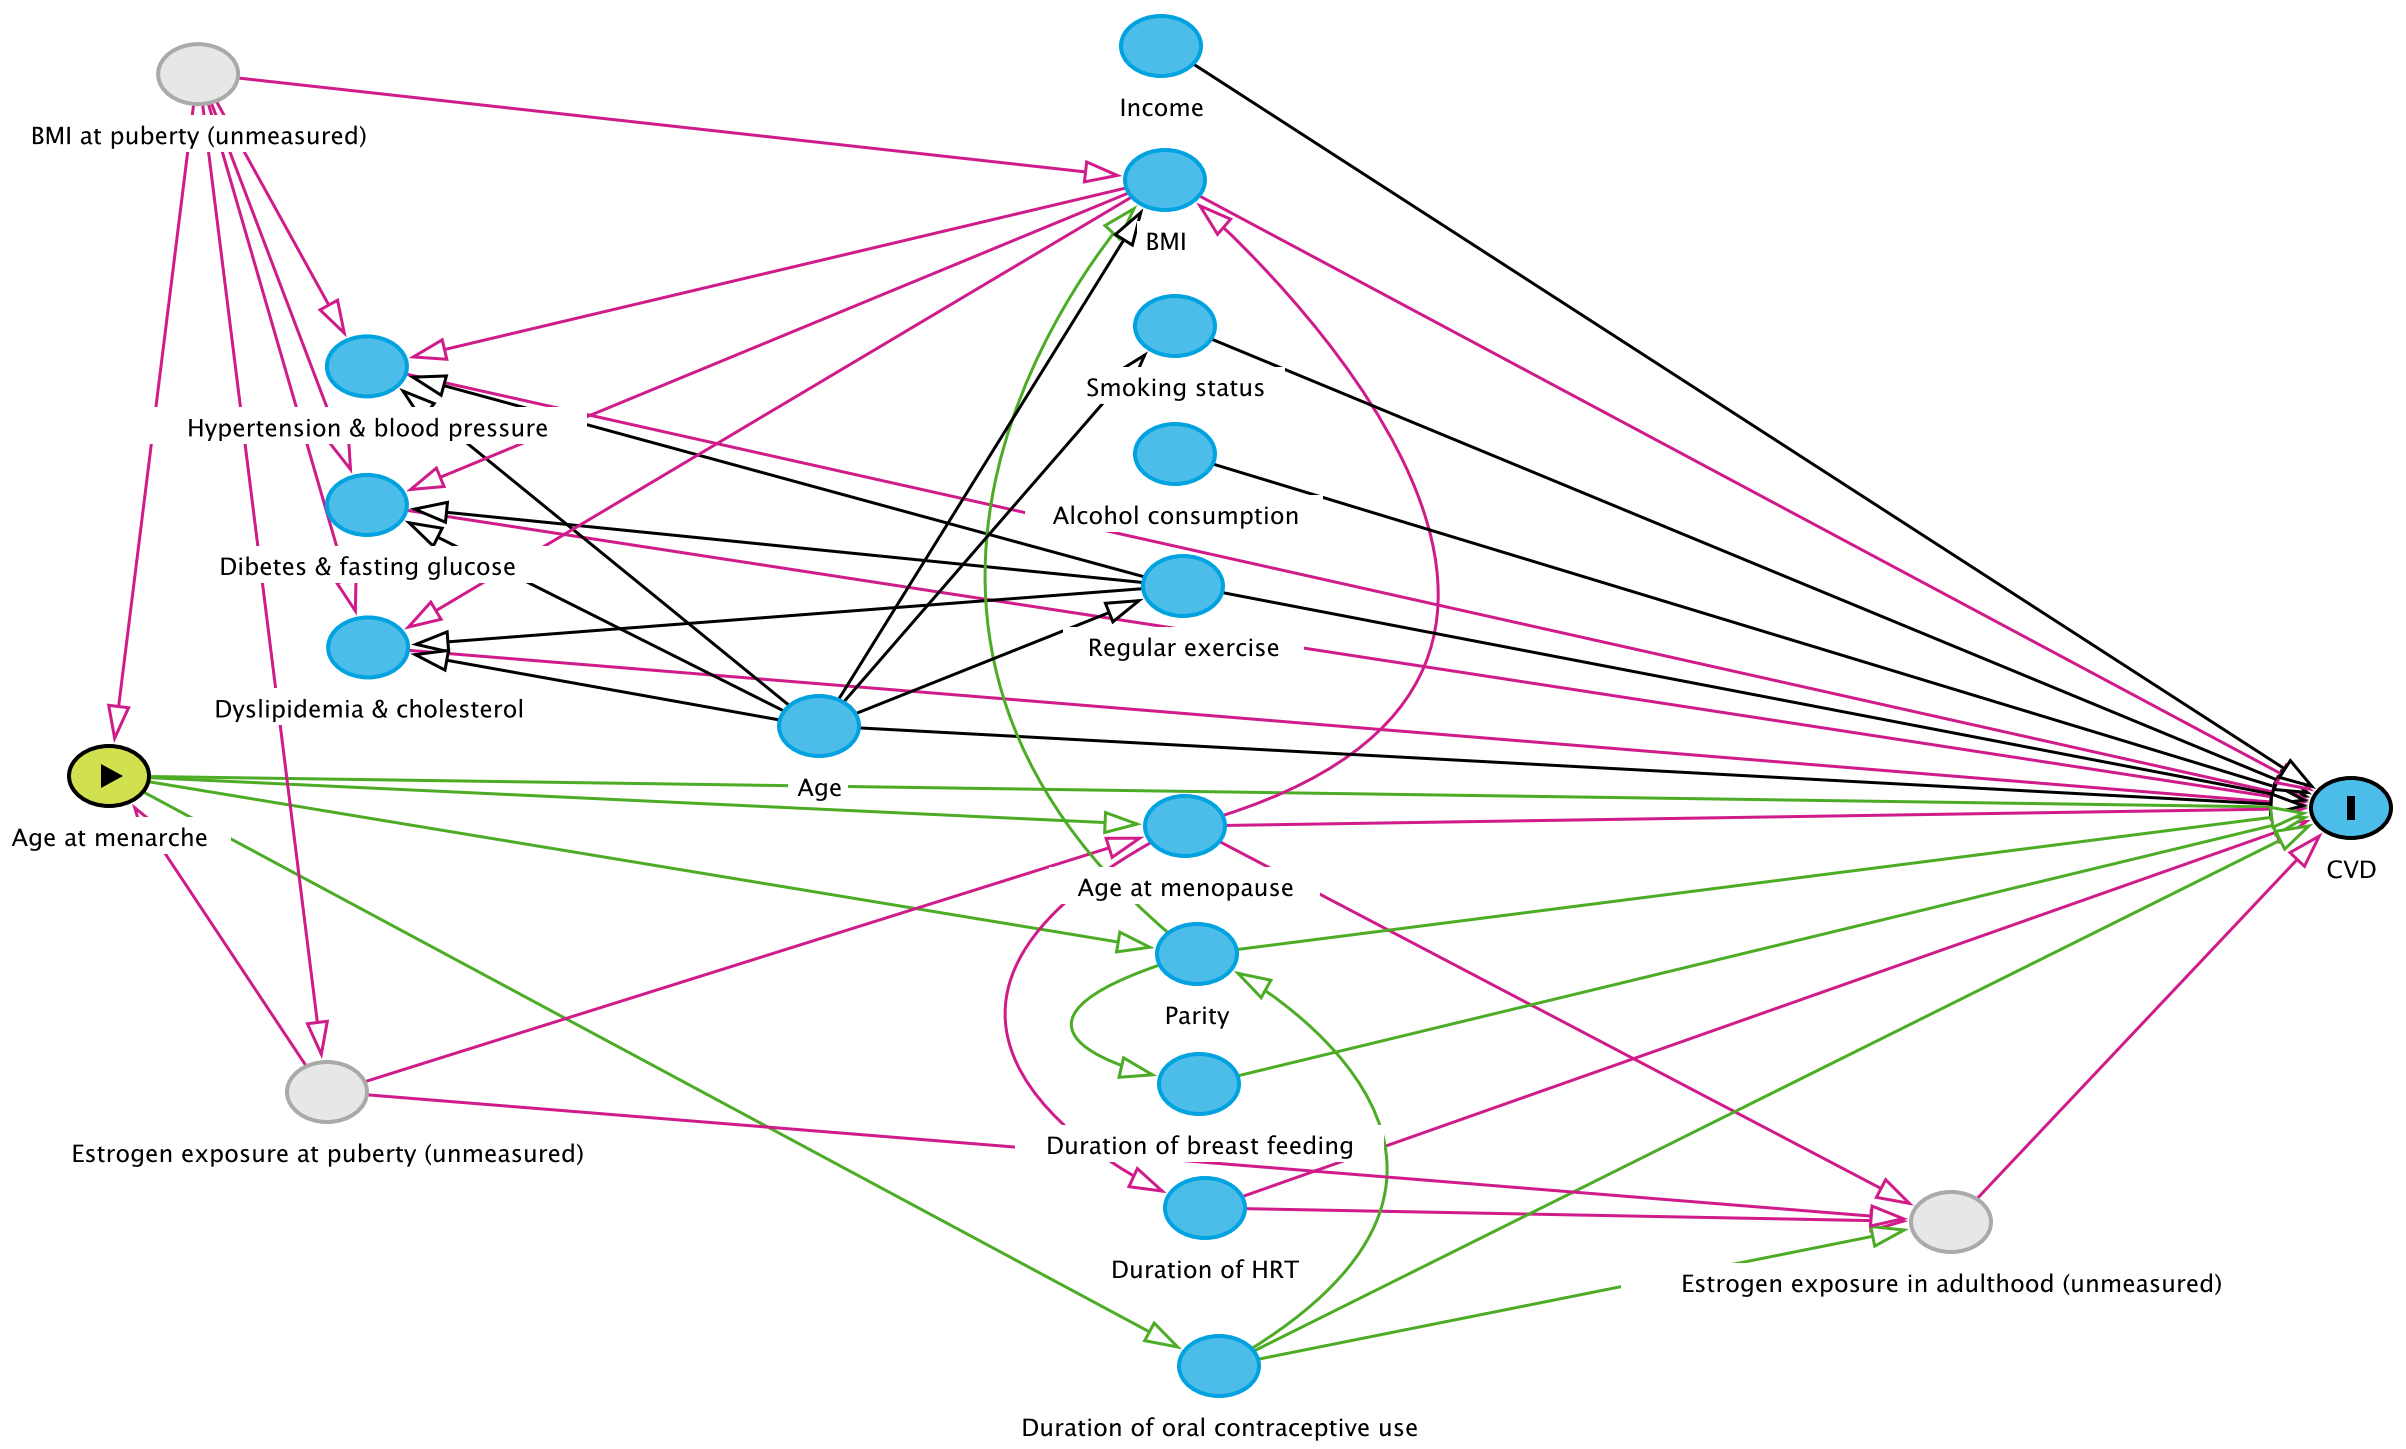 Income
BMI at puberty (unmeasured)
BMI
Smoking status
Hypertension & blood pressure
Alcohol consumption
Dibetes & fasting glucose
Regular exercise
Dyslipidemia & cholesterol
Age
Age at menarche
CVD
Age at menopause
Parity
Duration of breast feeding
Estrogen exposure at puberty (unmeasured)
Duration of HRT
Estrogen exposure in adulthood (unmeasured)
Duration of oral contraceptive use